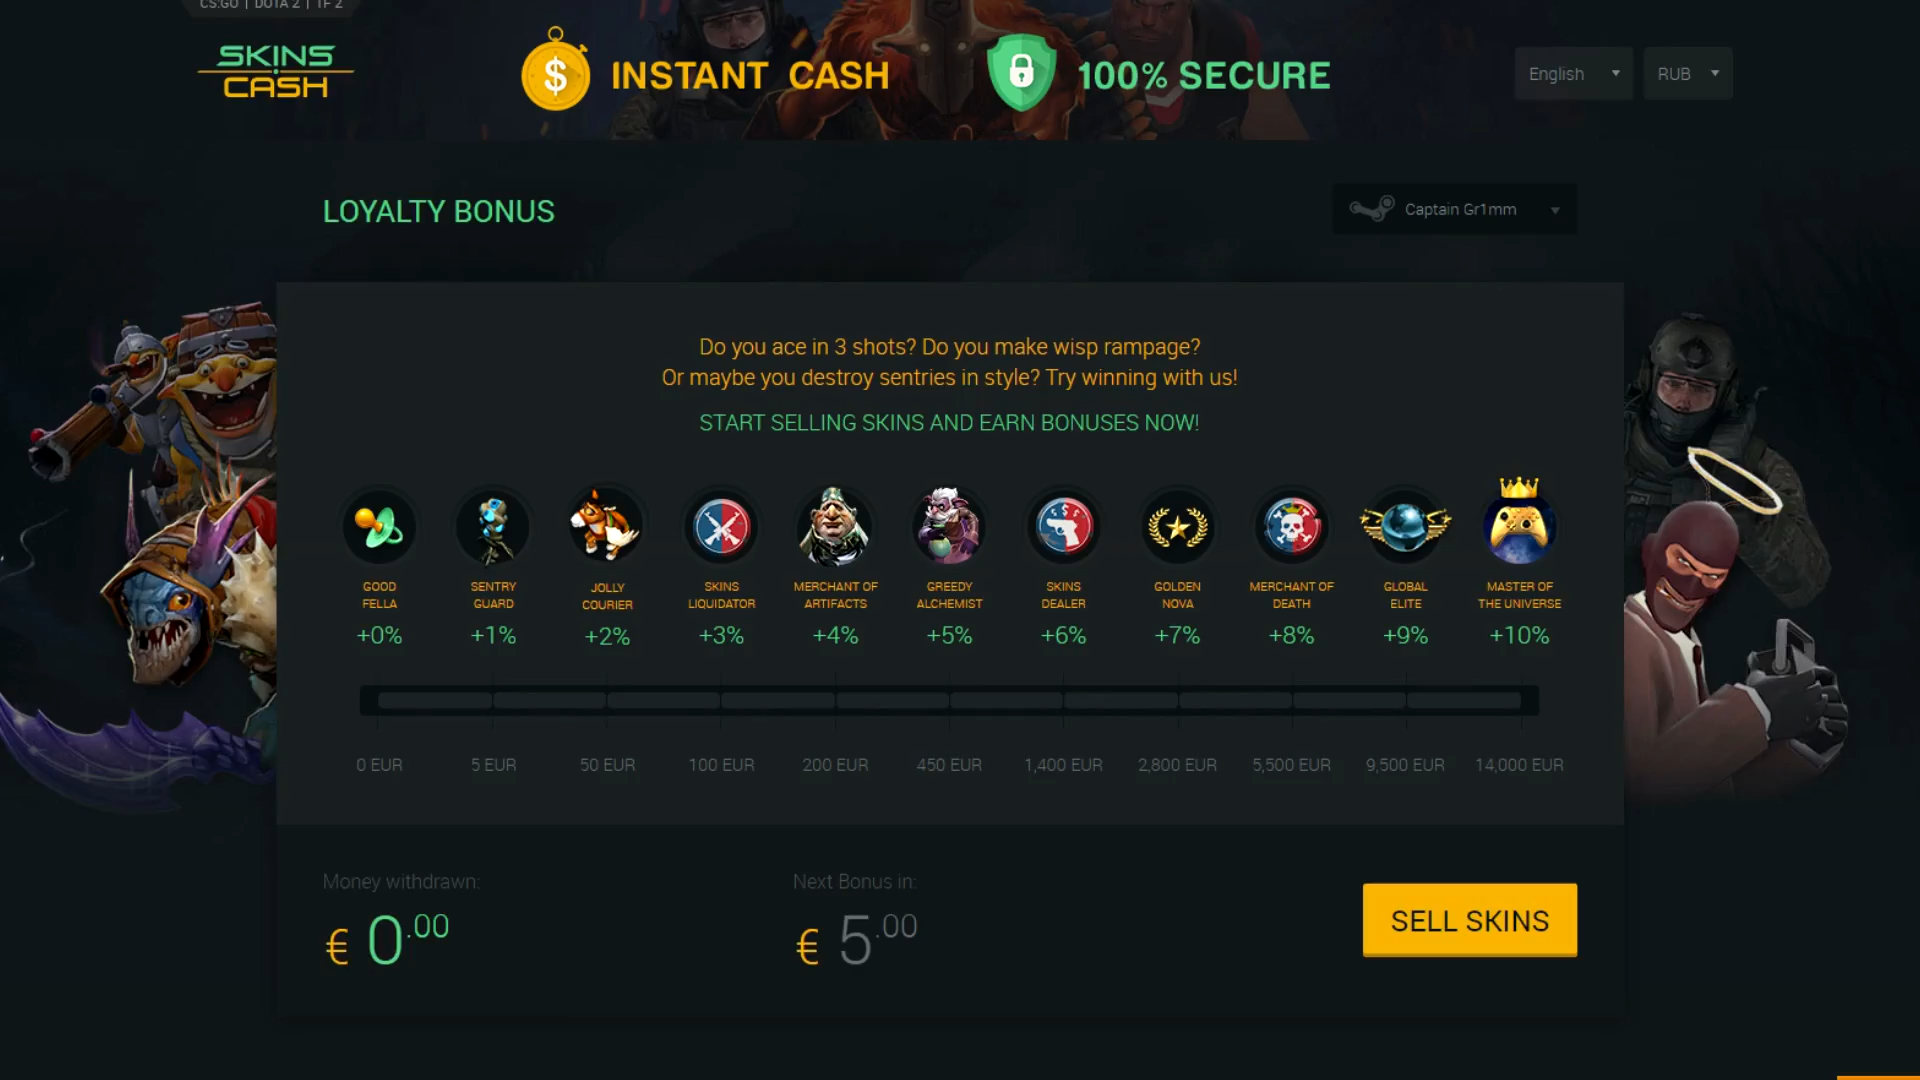 CS:GO | DOTA 2 | TF 2
SKINS
CASH
$
INSTANT CASH
100% SECURE
English
RUB
LOYALTY BONUS
Captain Gr1mm
Do you ace in 3 shots? Do you make wisp rampage?
Or maybe you destroy sentries in style? Try winning with us!
START SELLING SKINS AND EARN BONUSES NOW!
GOOD
FELLA
+0%
SENTRY
GUARD
+1%
JOLLY
COURIER
+2%
SKINS
LIQUIDATOR
+3%
MERCHANT OF
ARTIFACTS
+4%
GREEDY
ALCHEMIST
+5%
SKINS
DEALER
+6%
GOLDEN
NOVA
+7%
MERCHANT OF
DEATH
+8%
GLOBAL
ELITE
+9%
MASTER OF
THE UNIVERSE
+10%
0 EUR
5 EUR
50 EUR
100 EUR
200 EUR
450 EUR
1,400 EUR
2,800 EUR
5,500 EUR
9,500 EUR
14,000 EUR
Money withdrawn:
€ 0.00
Next Bonus in:
€ 5.00
SELL SKINS